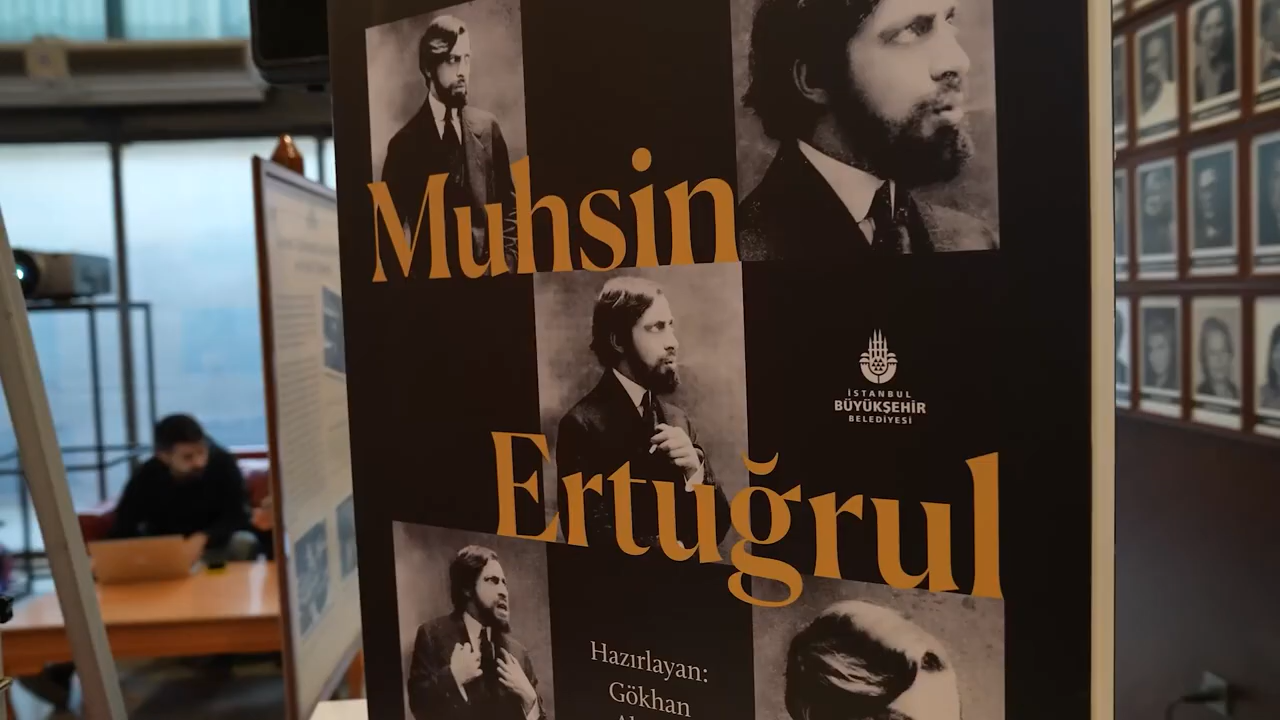 Muhsin
İSTANBUL
BÜYÜKŞEHİR
BELEDİYESİ
Ertuğrul
Hazırlayan:
Gökhan